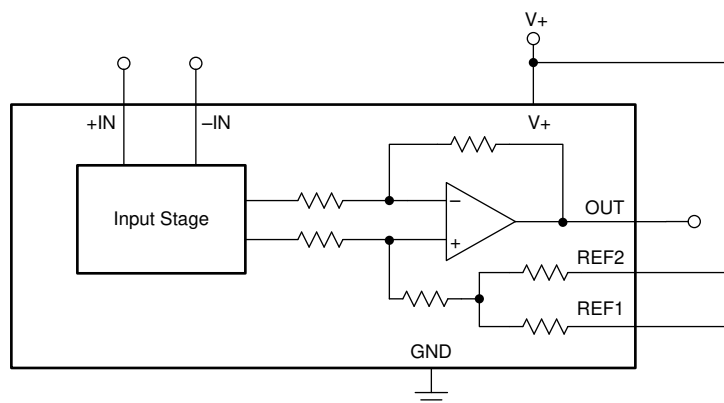 V+
+IN
–IN
V+
Input Stage
–
+
OUT
REF2
REF1
GND